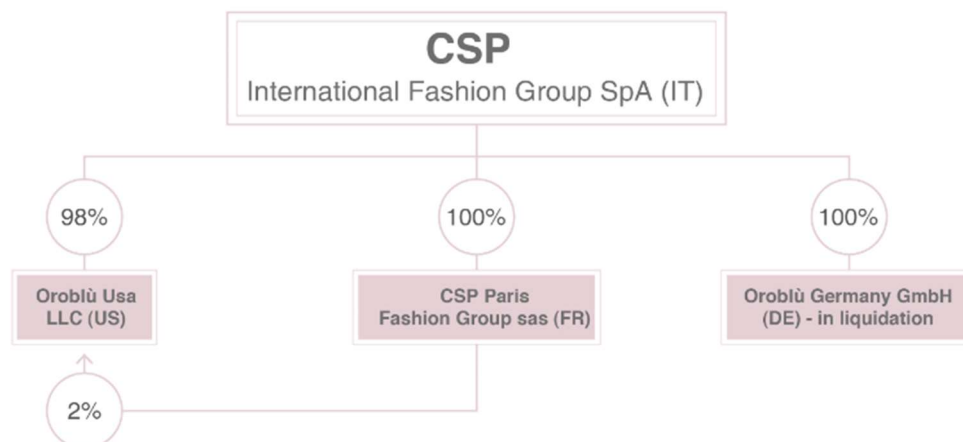 CSP
International Fashion Group SpA (IT)
98%
100%
100%
Oroblù Usa
LLC (US)
CSP Paris
Fashion Group sas (FR)
Oroblù Germany GmbH
(DE) - in liquidation
2%